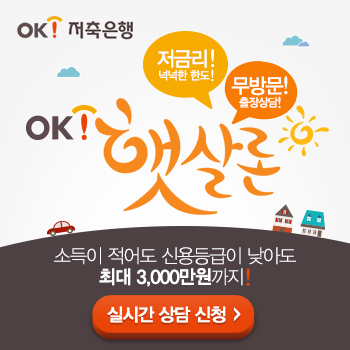 OK! 저축은행
저금리!
넉넉한 한도!
무방문!
출장상담!
OK! 햇살론
소득이 적어도 신용등급이 낮아도
최대 3,000만원까지!
실시간 상담 신청 >